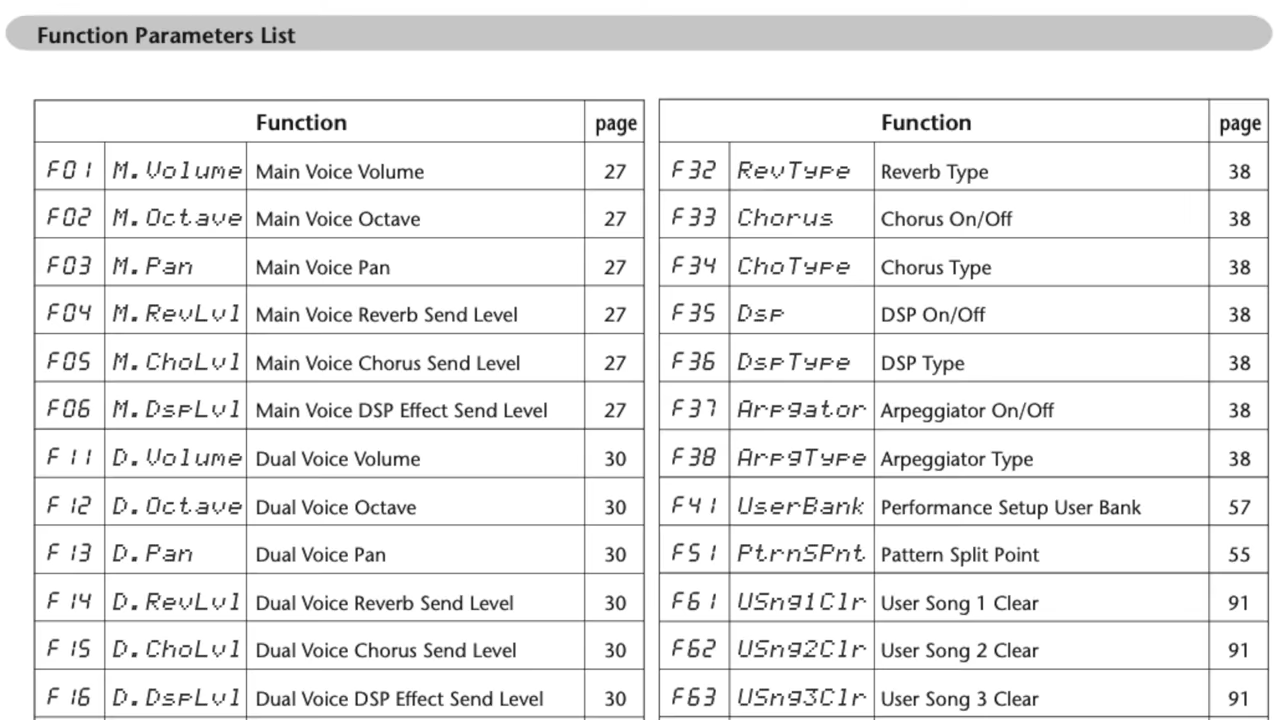 Function Parameters List
Function page
F01 M.Volume Main Voice Volume 27
F02 M.Octave Main Voice Octave 27
F03 M.Pan Main Voice Pan 27
F04 M.RevLvl Main Voice Reverb Send Level 27
F05 M.ChoLvl Main Voice Chorus Send Level 27
F06 M.DspLvl Main Voice DSP Effect Send Level 27
F11 D.Volume Dual Voice Volume 30
F12 D.Octave Dual Voice Octave 30
F13 D.Pan Dual Voice Pan 30
F14 D.RevLvl Dual Voice Reverb Send Level 30
F15 D.ChoLvl Dual Voice Chorus Send Level 30
F16 D.DspLvl Dual Voice DSP Effect Send Level 30
Function page
F32 RevType Reverb Type 38
F33 Chorus Chorus On/Off 38
F34 ChoType Chorus Type 38
F35 Dsp DSP On/Off 38
F36 DspType DSP Type 38
F37 Arpgator Arpeggiator On/Off 38
F38 ArpgType Arpeggiator Type 38
F41 UserBank Performance Setup User Bank 57
F51 PtrnSPnt Pattern Split Point 55
F61 USng1Clr User Song 1 Clear 91
F62 USng2Clr User Song 2 Clear 91
F63 USng3Clr User Song 3 Clear 91